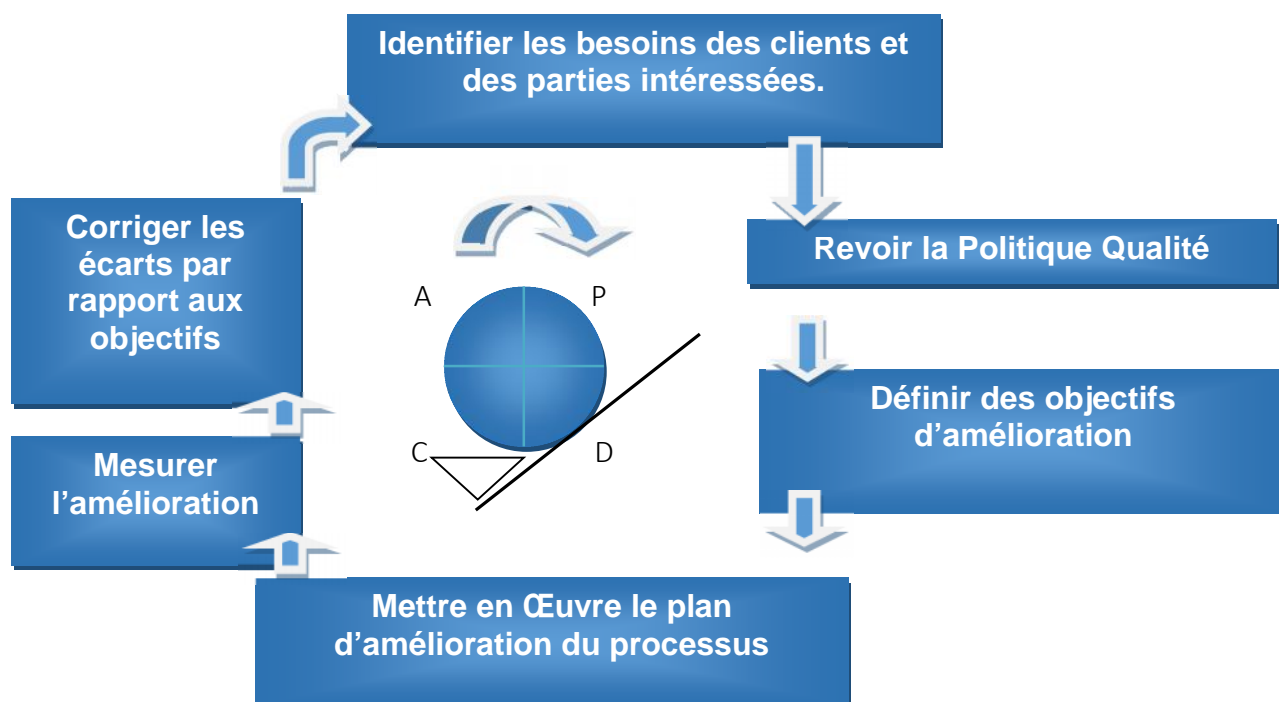 Identifier les besoins des clients et
des parties intéressées.
Revoir la Politique Qualité
Définir des objectifs
d’amélioration
Mettre en Œuvre le plan
d’amélioration du processus
Mesurer
l’amélioration
Corriger les
écarts par
rapport aux
objectifs
A
P
C
D